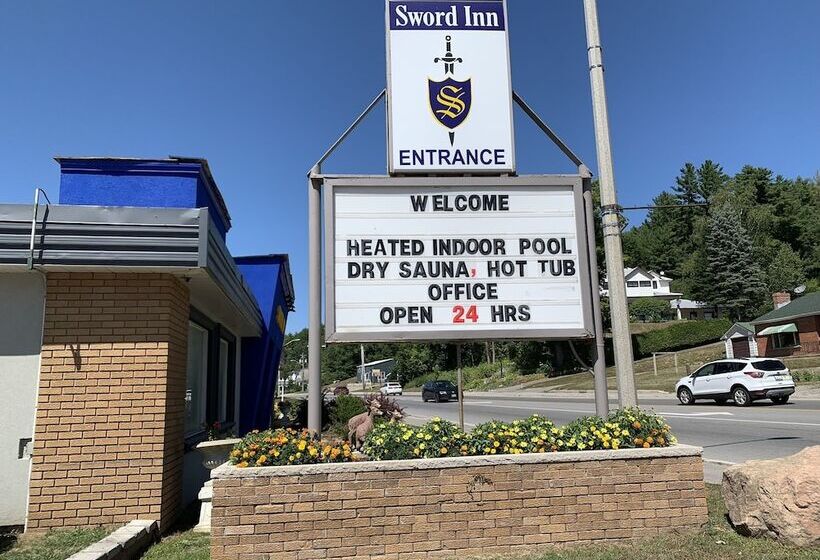 Sword Inn
S
ENTRANCE
WELCOME
HEATED INDOOR POOL
DRY SAUNA, HOT TUB
OFFICE
OPEN 24 HRS